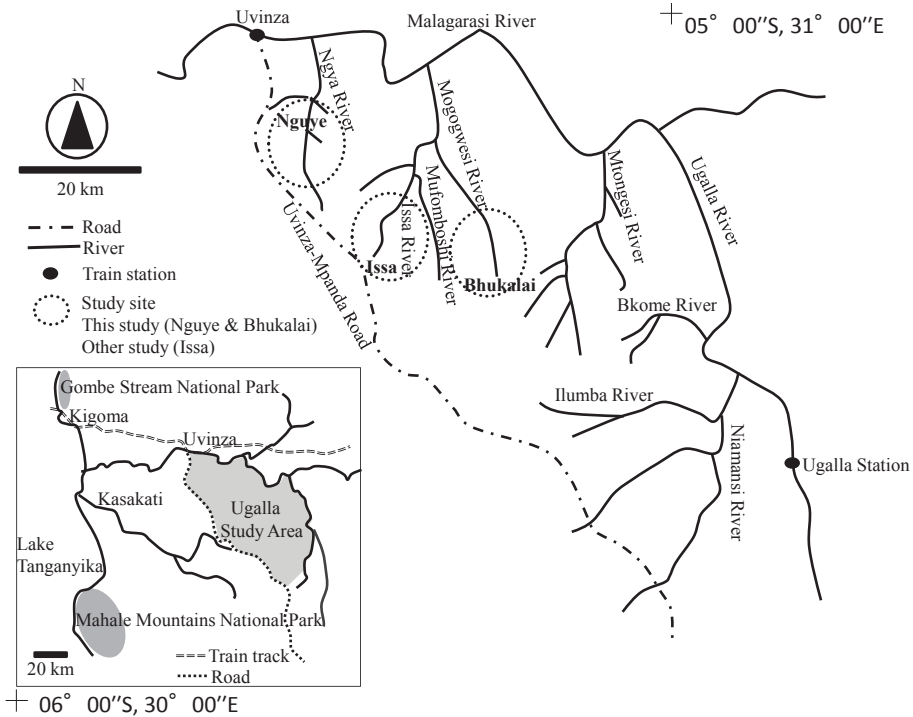 Uvinza
Malagarasi River
05° 00''S, 31° 00''E
N
20 km
Ngya River
Nguye
Mogogwesi River
Mtongesi River
Ugalla River
Road
River
Train station
Study site
This study (Nguye & Bhukalai)
Other study (Issa)
Uvinza-Mpanda Road
Issa River
Mufomboshi River
Issa
Bhukalai
Bkome River
Ilumba River
Niamansi River
Ugalla Station
Gombe Stream National Park
Kigoma
Uvinza
Kasakati
Ugalla
Study Area
Lake
Tanganyika
Mahale Mountains National Park
20 km
Train track
Road
06° 00''S, 30° 00''E